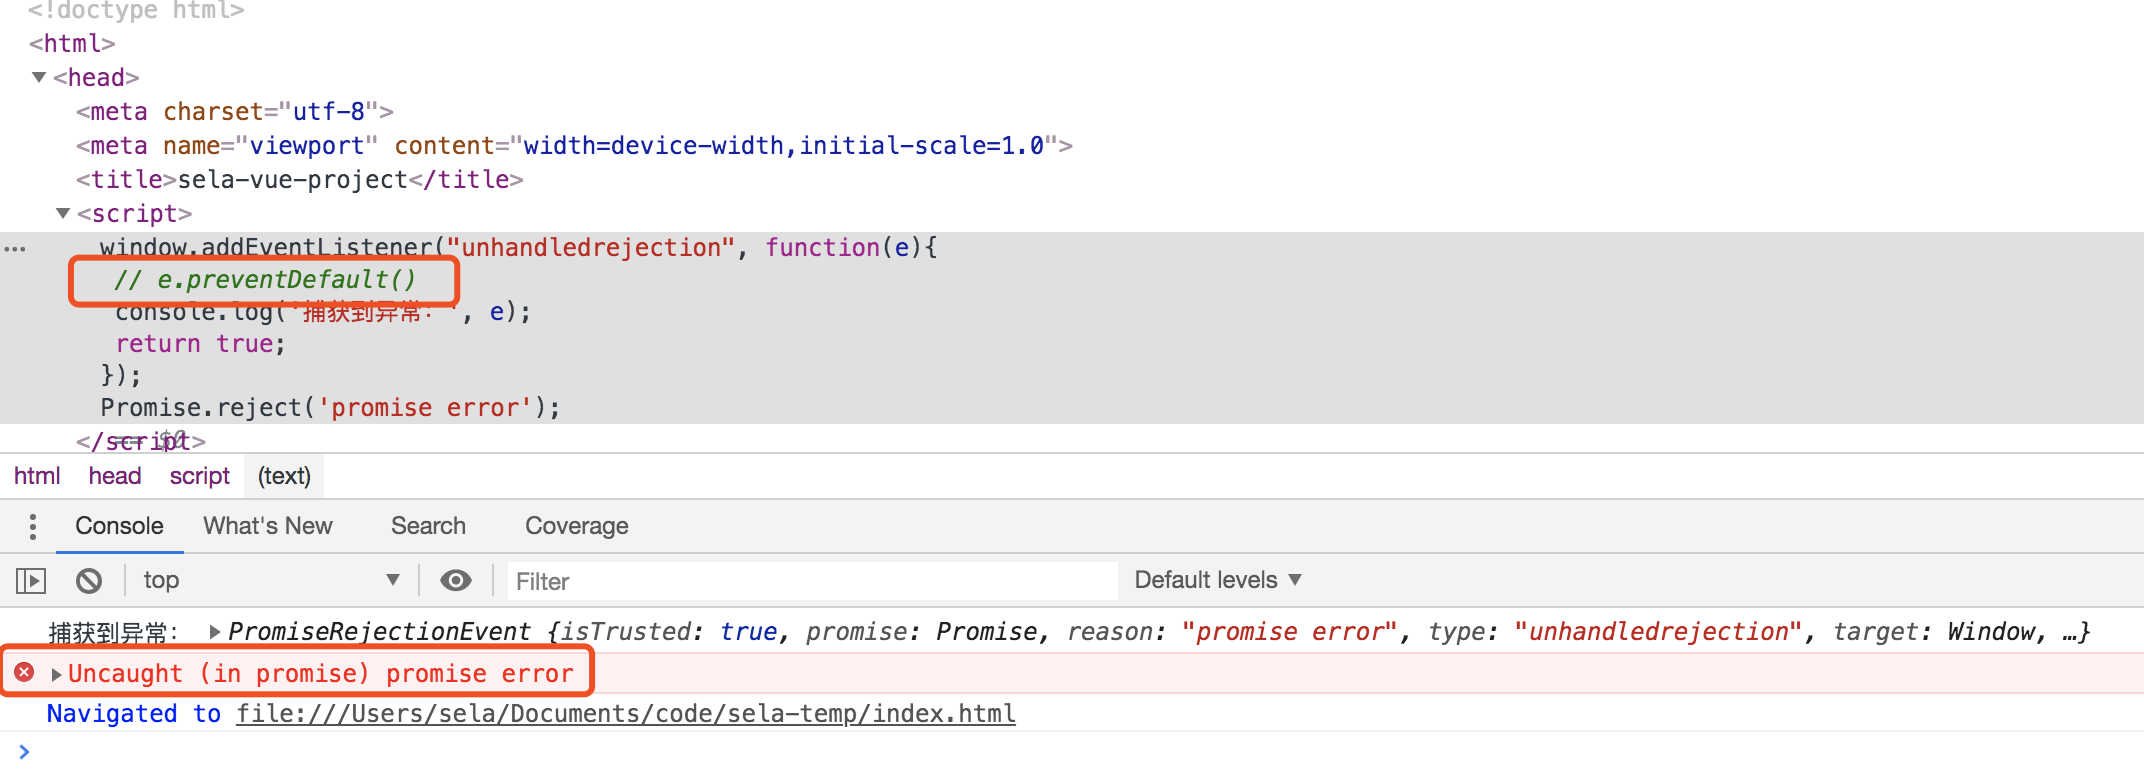 <!doctype html>
<html>
<head>
<meta charset="utf-8">
<meta name="viewport" content="width=device-width,initial-scale=1.0">
<title>sela-vue-project</title>
<script>
window.addEventListener("unhandledrejection", function(e){
// e.preventDefault()
console.log('捕获到异常：', e);
return true;
});
Promise.reject('promise error');
</script>
== $0
html head script (text)
Console What's New Search Coverage
top Filter Default levels
捕获到异常： PromiseRejectionEvent {isTrusted: true, promise: Promise, reason: "promise error", type: "unhandledrejection", target: Window, …}
Uncaught (in promise) promise error
Navigated to file:///Users/sela/Documents/code/sela-temp/index.html